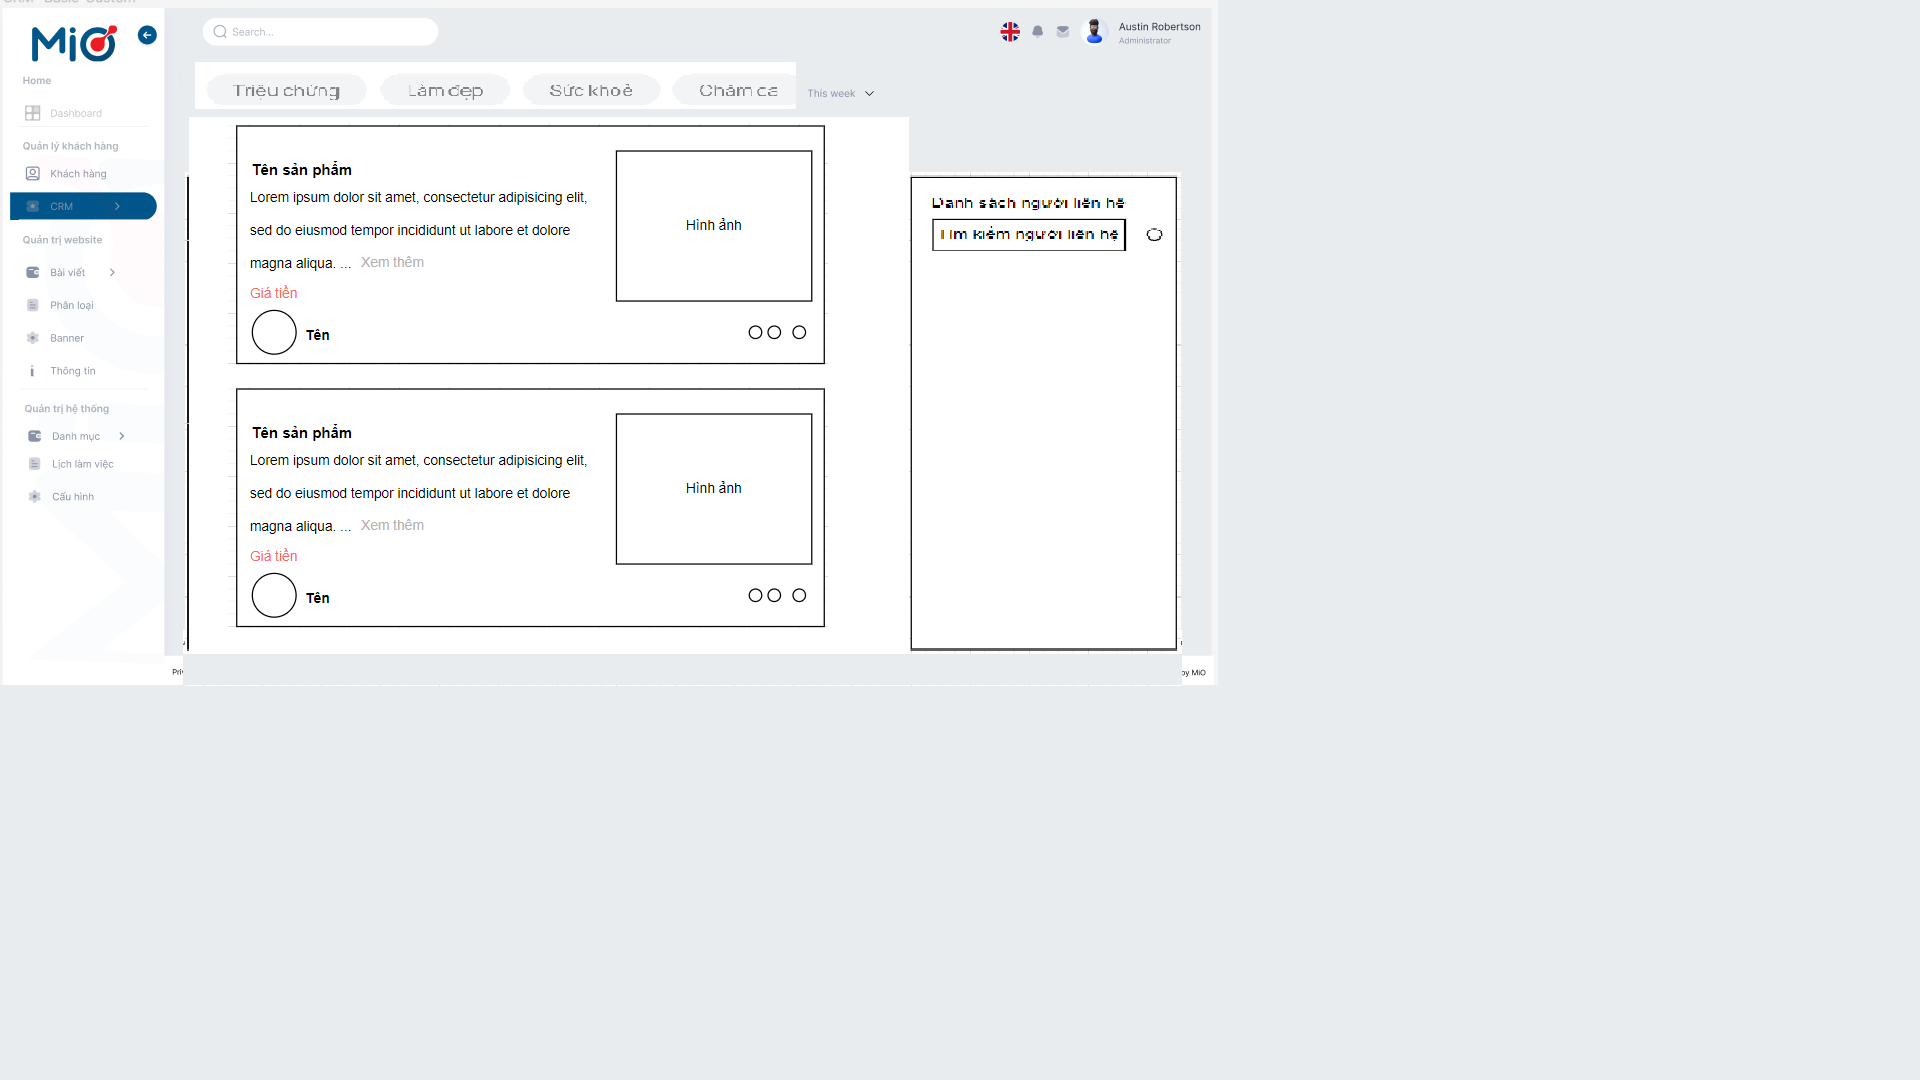 CRM - Basic Custom
MiO
Search...
Austin Robertson
Administrator
Home
Dashboard
Quản lý khách hàng
Khách hàng
CRM
Quản trị website
Bài viết
Phân loại
Banner
Thông tin
Quản trị hệ thống
Danh mục
Lịch làm việc
Cấu hình
Triệu chứng
Làm đẹp
Sức khoẻ
Chăm
This week
Tên sản phẩm
Lorem ipsum dolor sit amet, consectetur adipisicing elit,
sed do eiusmod tempor incididunt ut labore et dolore
magna aliqua. ... Xem thêm
Giá tiền
Hình ảnh
Tên
Tên sản phẩm
Lorem ipsum dolor sit amet, consectetur adipisicing elit,
sed do eiusmod tempor incididunt ut labore et dolore
magna aliqua. ... Xem thêm
Giá tiền
Hình ảnh
Tên
Danh sách người liên hệ
Tìm kiếm người liên hệ
by MiO